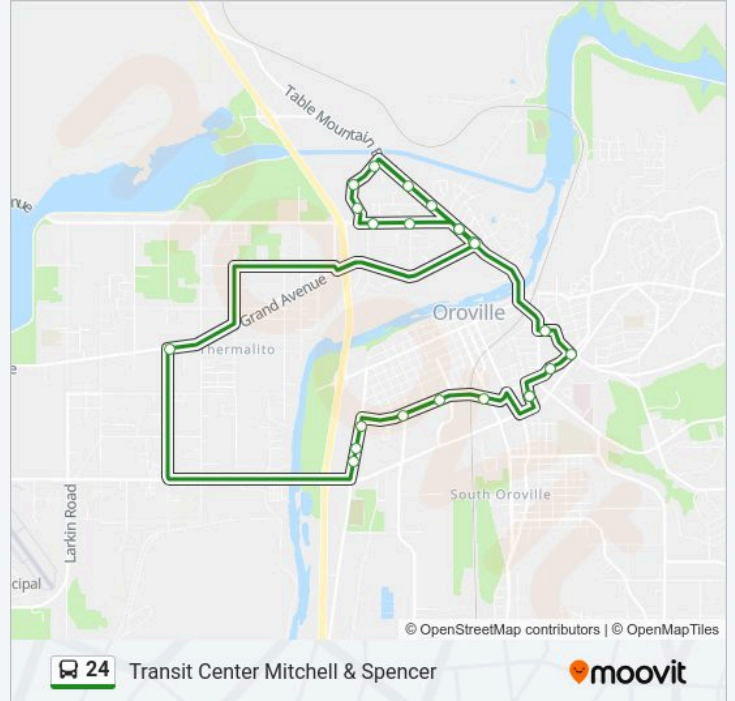 Table Mountain B
nue
Grand Avenue
Oroville
Thermalito
e
South Oroville
Larkin Road
cipal
© OpenStreetMap contributors | © OpenMapTiles
24 Transit Center Mitchell & Spencer
moovit